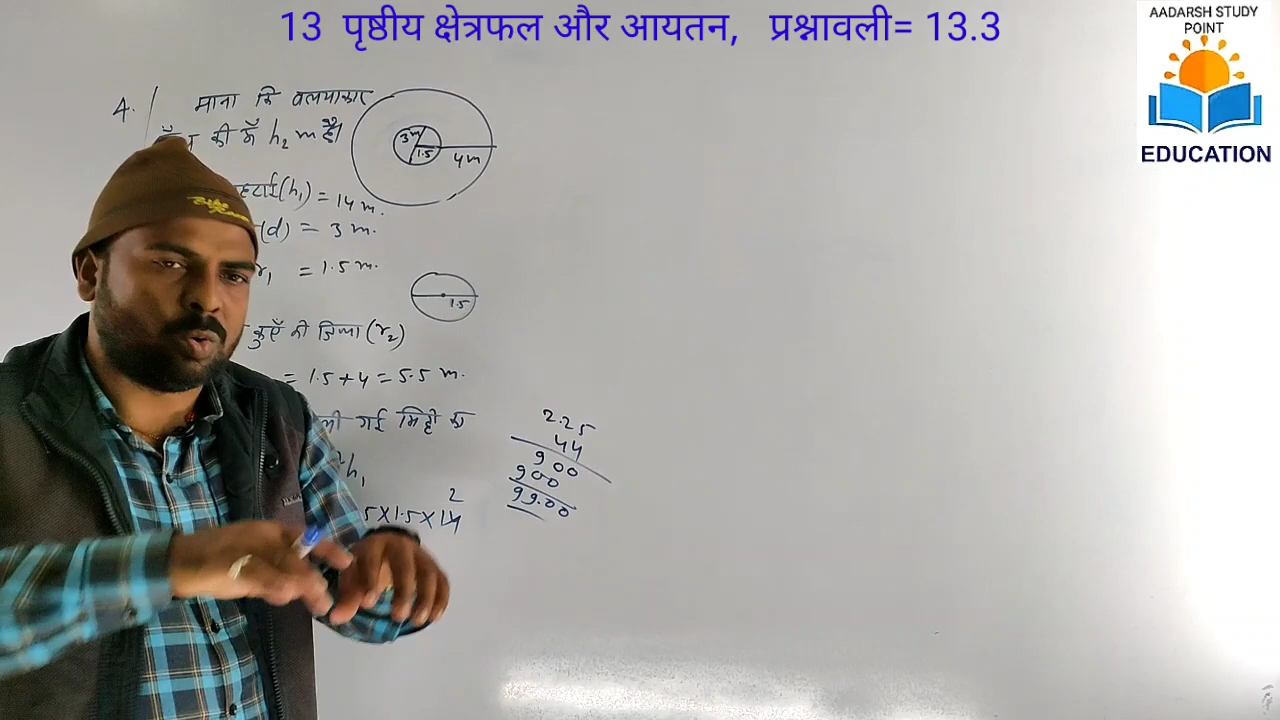 13 पृष्ठीय क्षेत्रफल और आयतन, प्रश्नावली= 13.3
AADARSH STUDY
POINT
EDUCATION
4. माना कि वलयाकार
की ऊँ h₂ m है।
3m
1.5
4m
(h₁) = 14 m.
(d) = 3 m.
r₁ = 1.5 m.
1.5
कुएँ की त्रिज्या (r₂)
= 1.5 + 4 = 5.5 m.
ली गई मिट्टी का
²h₁
2
5 × 1.5 × 14
2.25
44
900
900
99.00